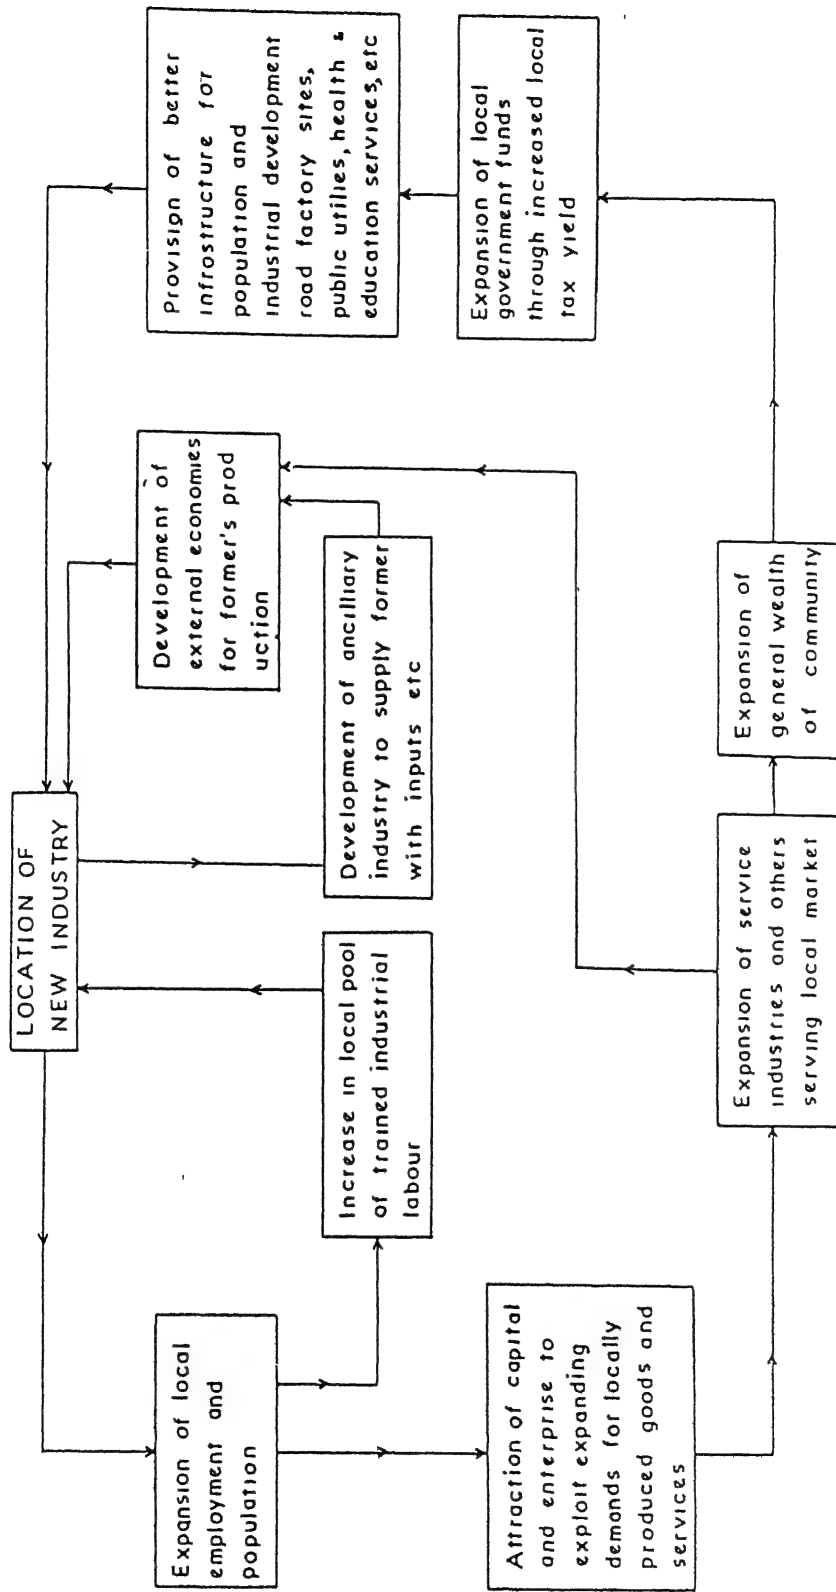 LOCATION OF
NEW INDUSTRY
Expansion of local
employment and
population
Increase in local pool
of trained industrial
labour
Development of ancilliary
industry to supply former
with inputs etc
Development of
external economies
for former's prod
uction
Provision of better
infrostructure for
population and
industrial development
road factory sites,
public utilies, health &
education services, etc
Attraction of capital
and enterprise to
exploit expanding
demands for locally
produced goods and
services
Expansion of service
industries and others
serving local market
Expansion of
general wealth
of community
Expansion of local
government funds
through increased local
tax yield